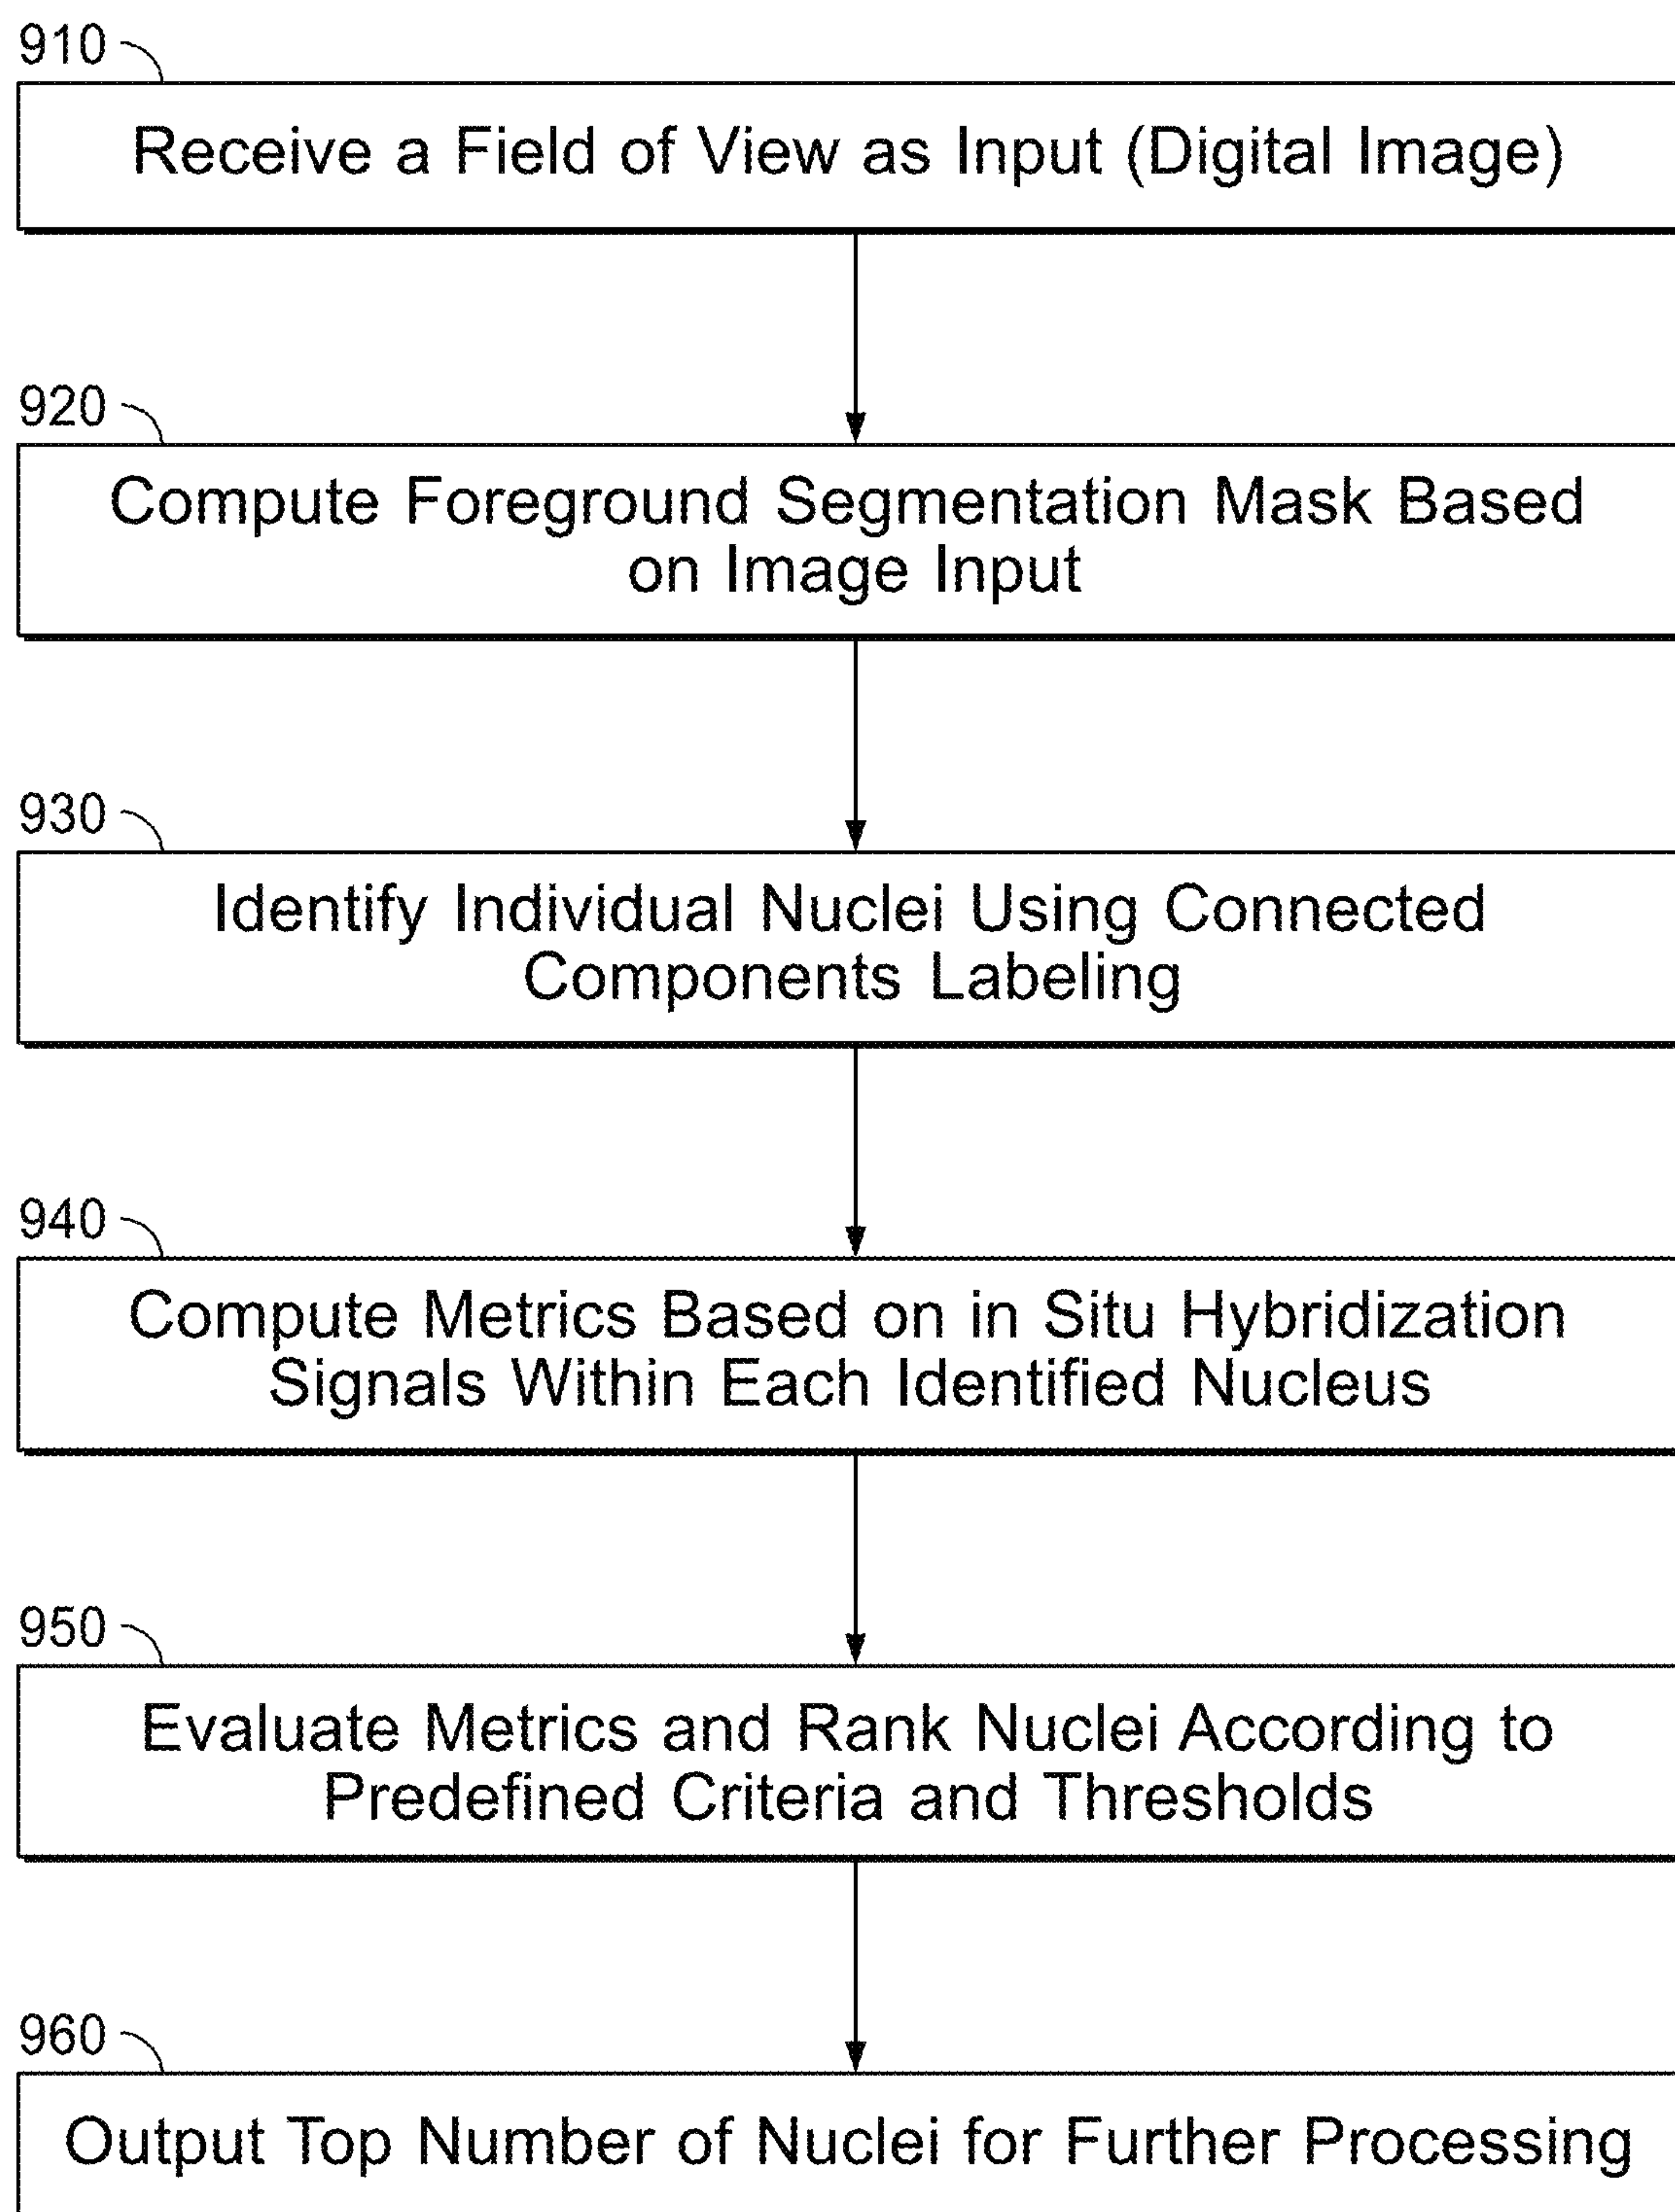 910
Receive a Field of View as Input (Digital Image)
920
Compute Foreground Segmentation Mask Based
on Image Input
930
Identify Individual Nuclei Using Connected
Components Labeling
940
Compute Metrics Based on in Situ Hybridization
Signals Within Each Identified Nucleus
950
Evaluate Metrics and Rank Nuclei According to
Predefined Criteria and Thresholds
960
Output Top Number of Nuclei for Further Processing